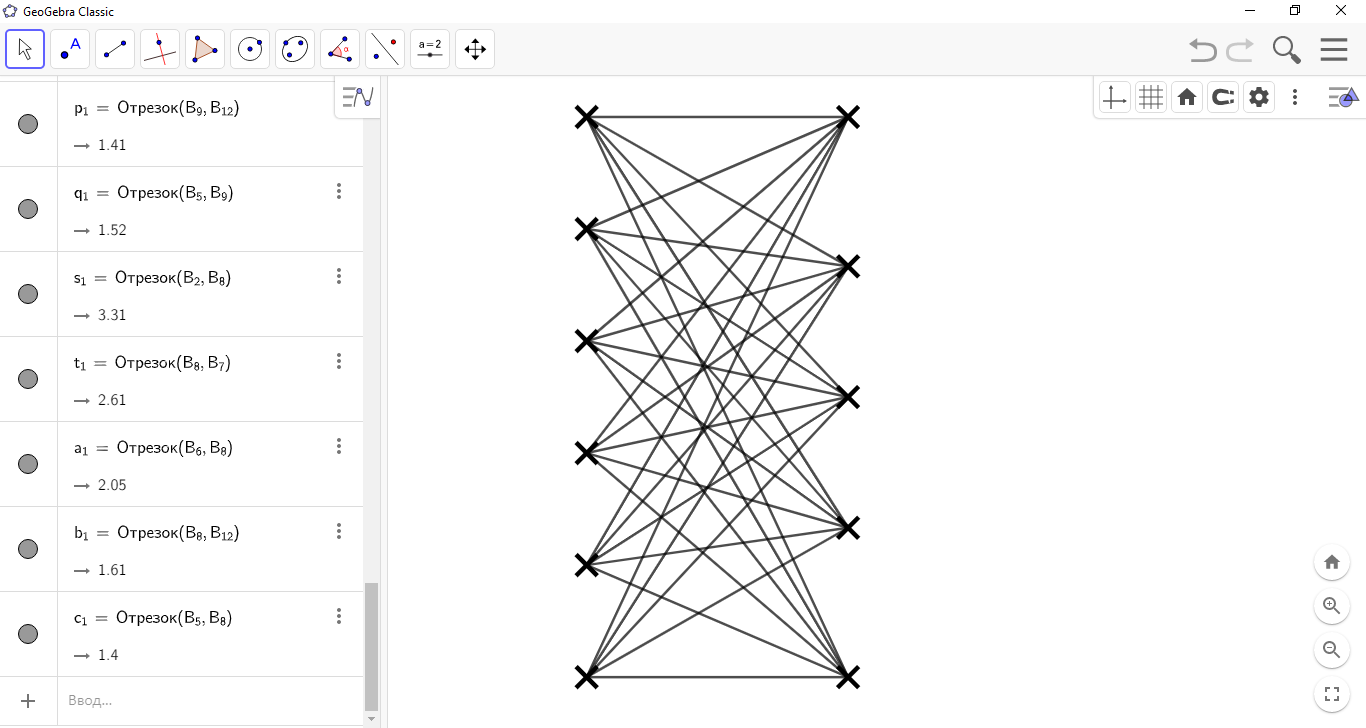 GeoGebra Classic
A
α
a=2
p₁ = Отрезок(B₉, B₁₂)
→ 1.41
q₁ = Отрезок(B₅, B₉)
→ 1.52
s₁ = Отрезок(B₂, B₈)
→ 3.31
t₁ = Отрезок(B₈, B₇)
→ 2.61
a₁ = Отрезок(B₆, B₈)
→ 2.05
b₁ = Отрезок(B₈, B₁₂)
→ 1.61
c₁ = Отрезок(B₅, B₈)
→ 1.4
Ввод...